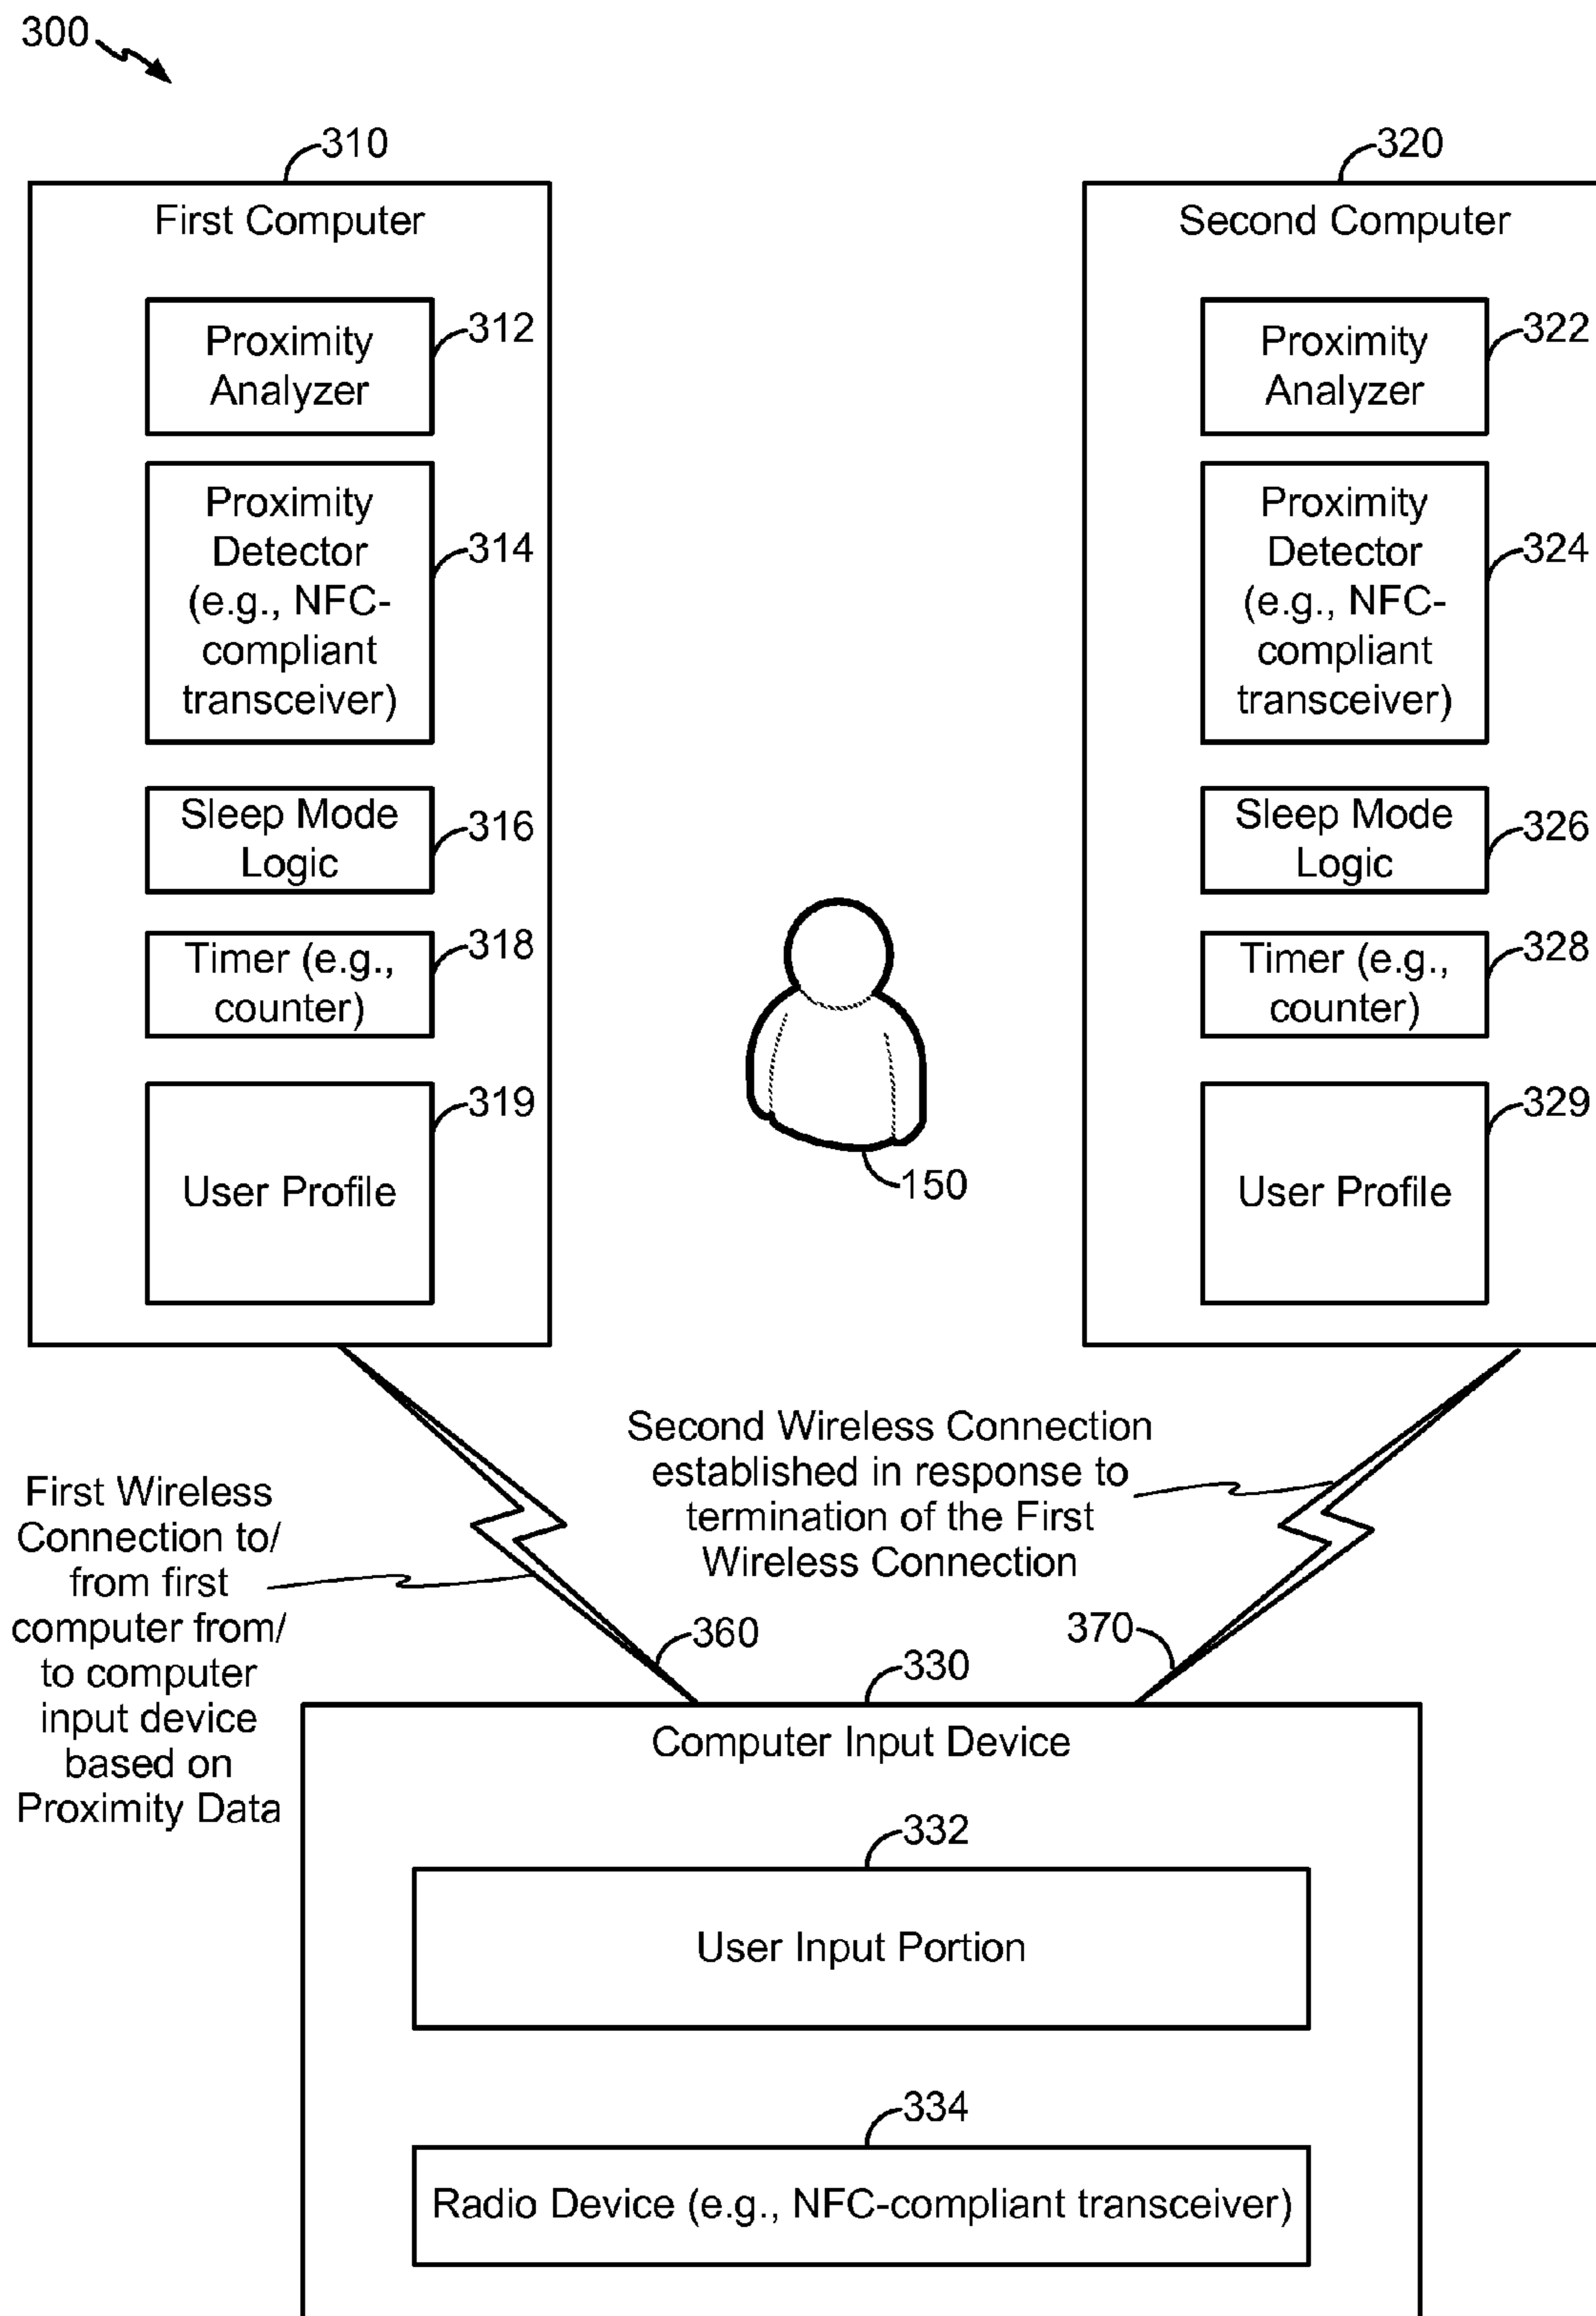 300
310
First Computer
Proximity
Analyzer
312
Proximity
Detector
(e.g., NFC-
compliant
transceiver)
314
Sleep Mode
Logic
316
Timer (e.g.,
counter)
318
User Profile
319
150
320
Second Computer
Proximity
Analyzer
322
Proximity
Detector
(e.g., NFC-
compliant
transceiver)
324
Sleep Mode
Logic
326
Timer (e.g.,
counter)
328
User Profile
329
First Wireless
Connection to/
from first
computer from/
to computer
input device
based on
Proximity Data
360
Second Wireless Connection
established in response to
termination of the First
Wireless Connection
370
330
Computer Input Device
332
User Input Portion
334
Radio Device (e.g., NFC-compliant transceiver)